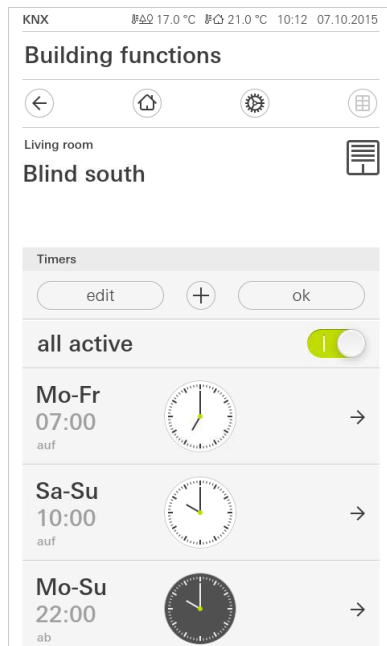 KNX 17.0 °C 21.0 °C 10:12 07.10.2015
Building functions
Living room
Blind south
Timers
edit + ok
all active
Mo-Fr
07:00
auf
Sa-Su
10:00
auf
Mo-Su
22:00
ab